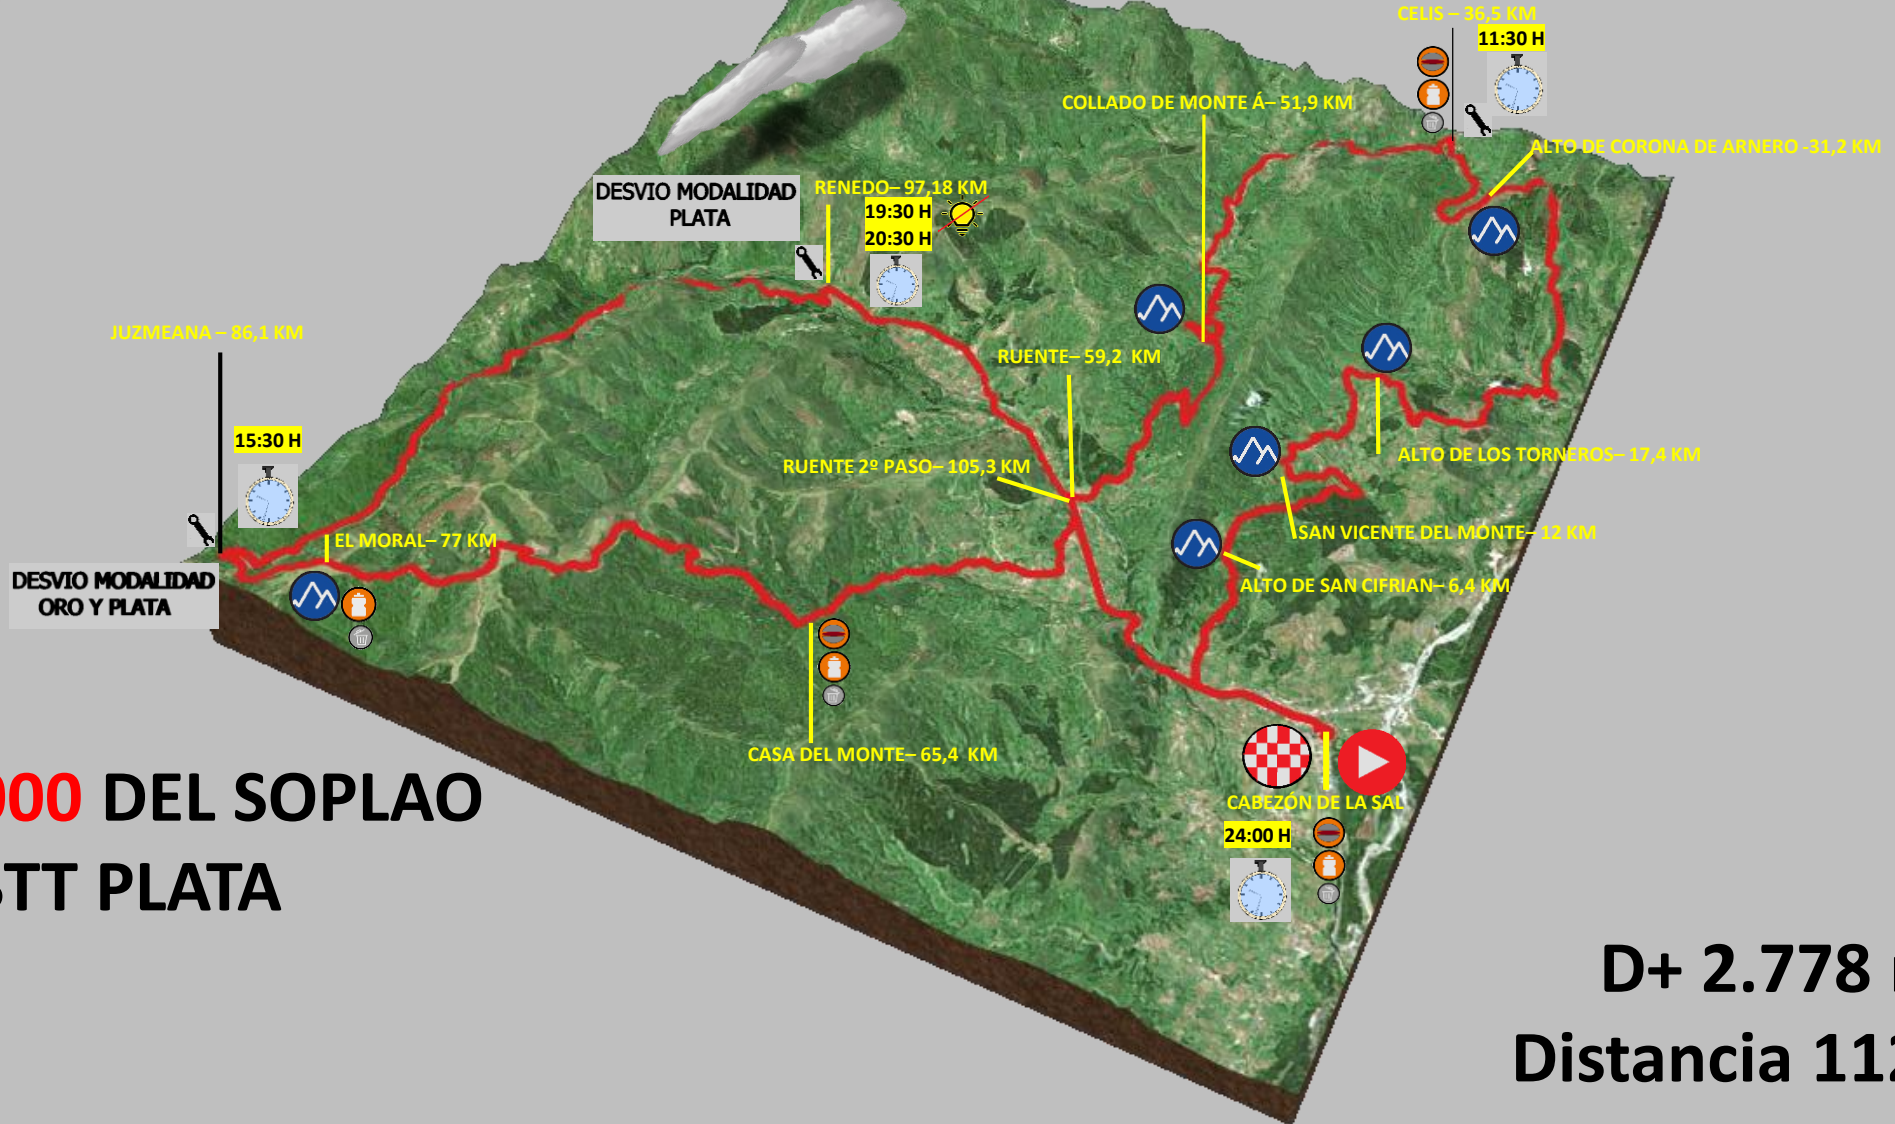 CELIS – 36,5 KM
11:30 H
COLLADO DE MONTE Á– 51,9 KM
ALTO DE CORONA DE ARNERO -31,2 KM
DESVIO MODALIDAD
PLATA
RENEDO– 97,18 KM
19:30 H
20:30 H
JUZMEANA – 86,1 KM
RUENTE– 59,2 KM
15:30 H
RUENTE 2º PASO– 105,3 KM
ALTO DE LOS TORNEROS– 17,4 KM
EL MORAL– 77 KM
SAN VICENTE DEL MONTE– 12 KM
DESVIO MODALIDAD
ORO Y PLATA
ALTO DE SAN CIFRIAN– 6,4 KM
CASA DEL MONTE– 65,4 KM
CABEZÓN DE LA SAL
24:00 H
000 DEL SOPLAO
TT PLATA
D+ 2.778
Distancia 11